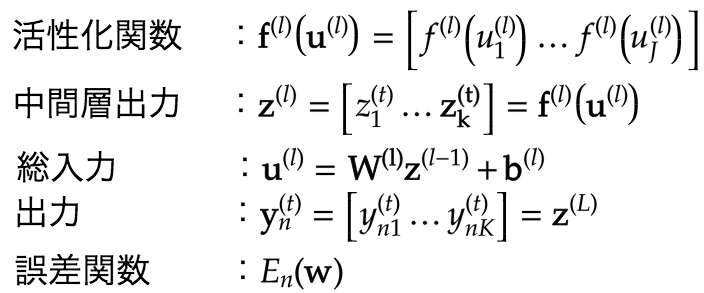 活性化関数 : f^(l)(u^(l)) = [f^(l)(u_1^(l)) … f^(l)(u_J^(l))]
中間層出力 : z^(l) = [z_1^(t) … z_k^(t)] = f^(l)(u^(l))
総入力 : u^(l) = W^(l)z^(l−1) + b^(l)
出力 : y_n^(t) = [y_n1^(t) … y_nK^(t)] = z^(L)
誤差関数 : E_n(w)